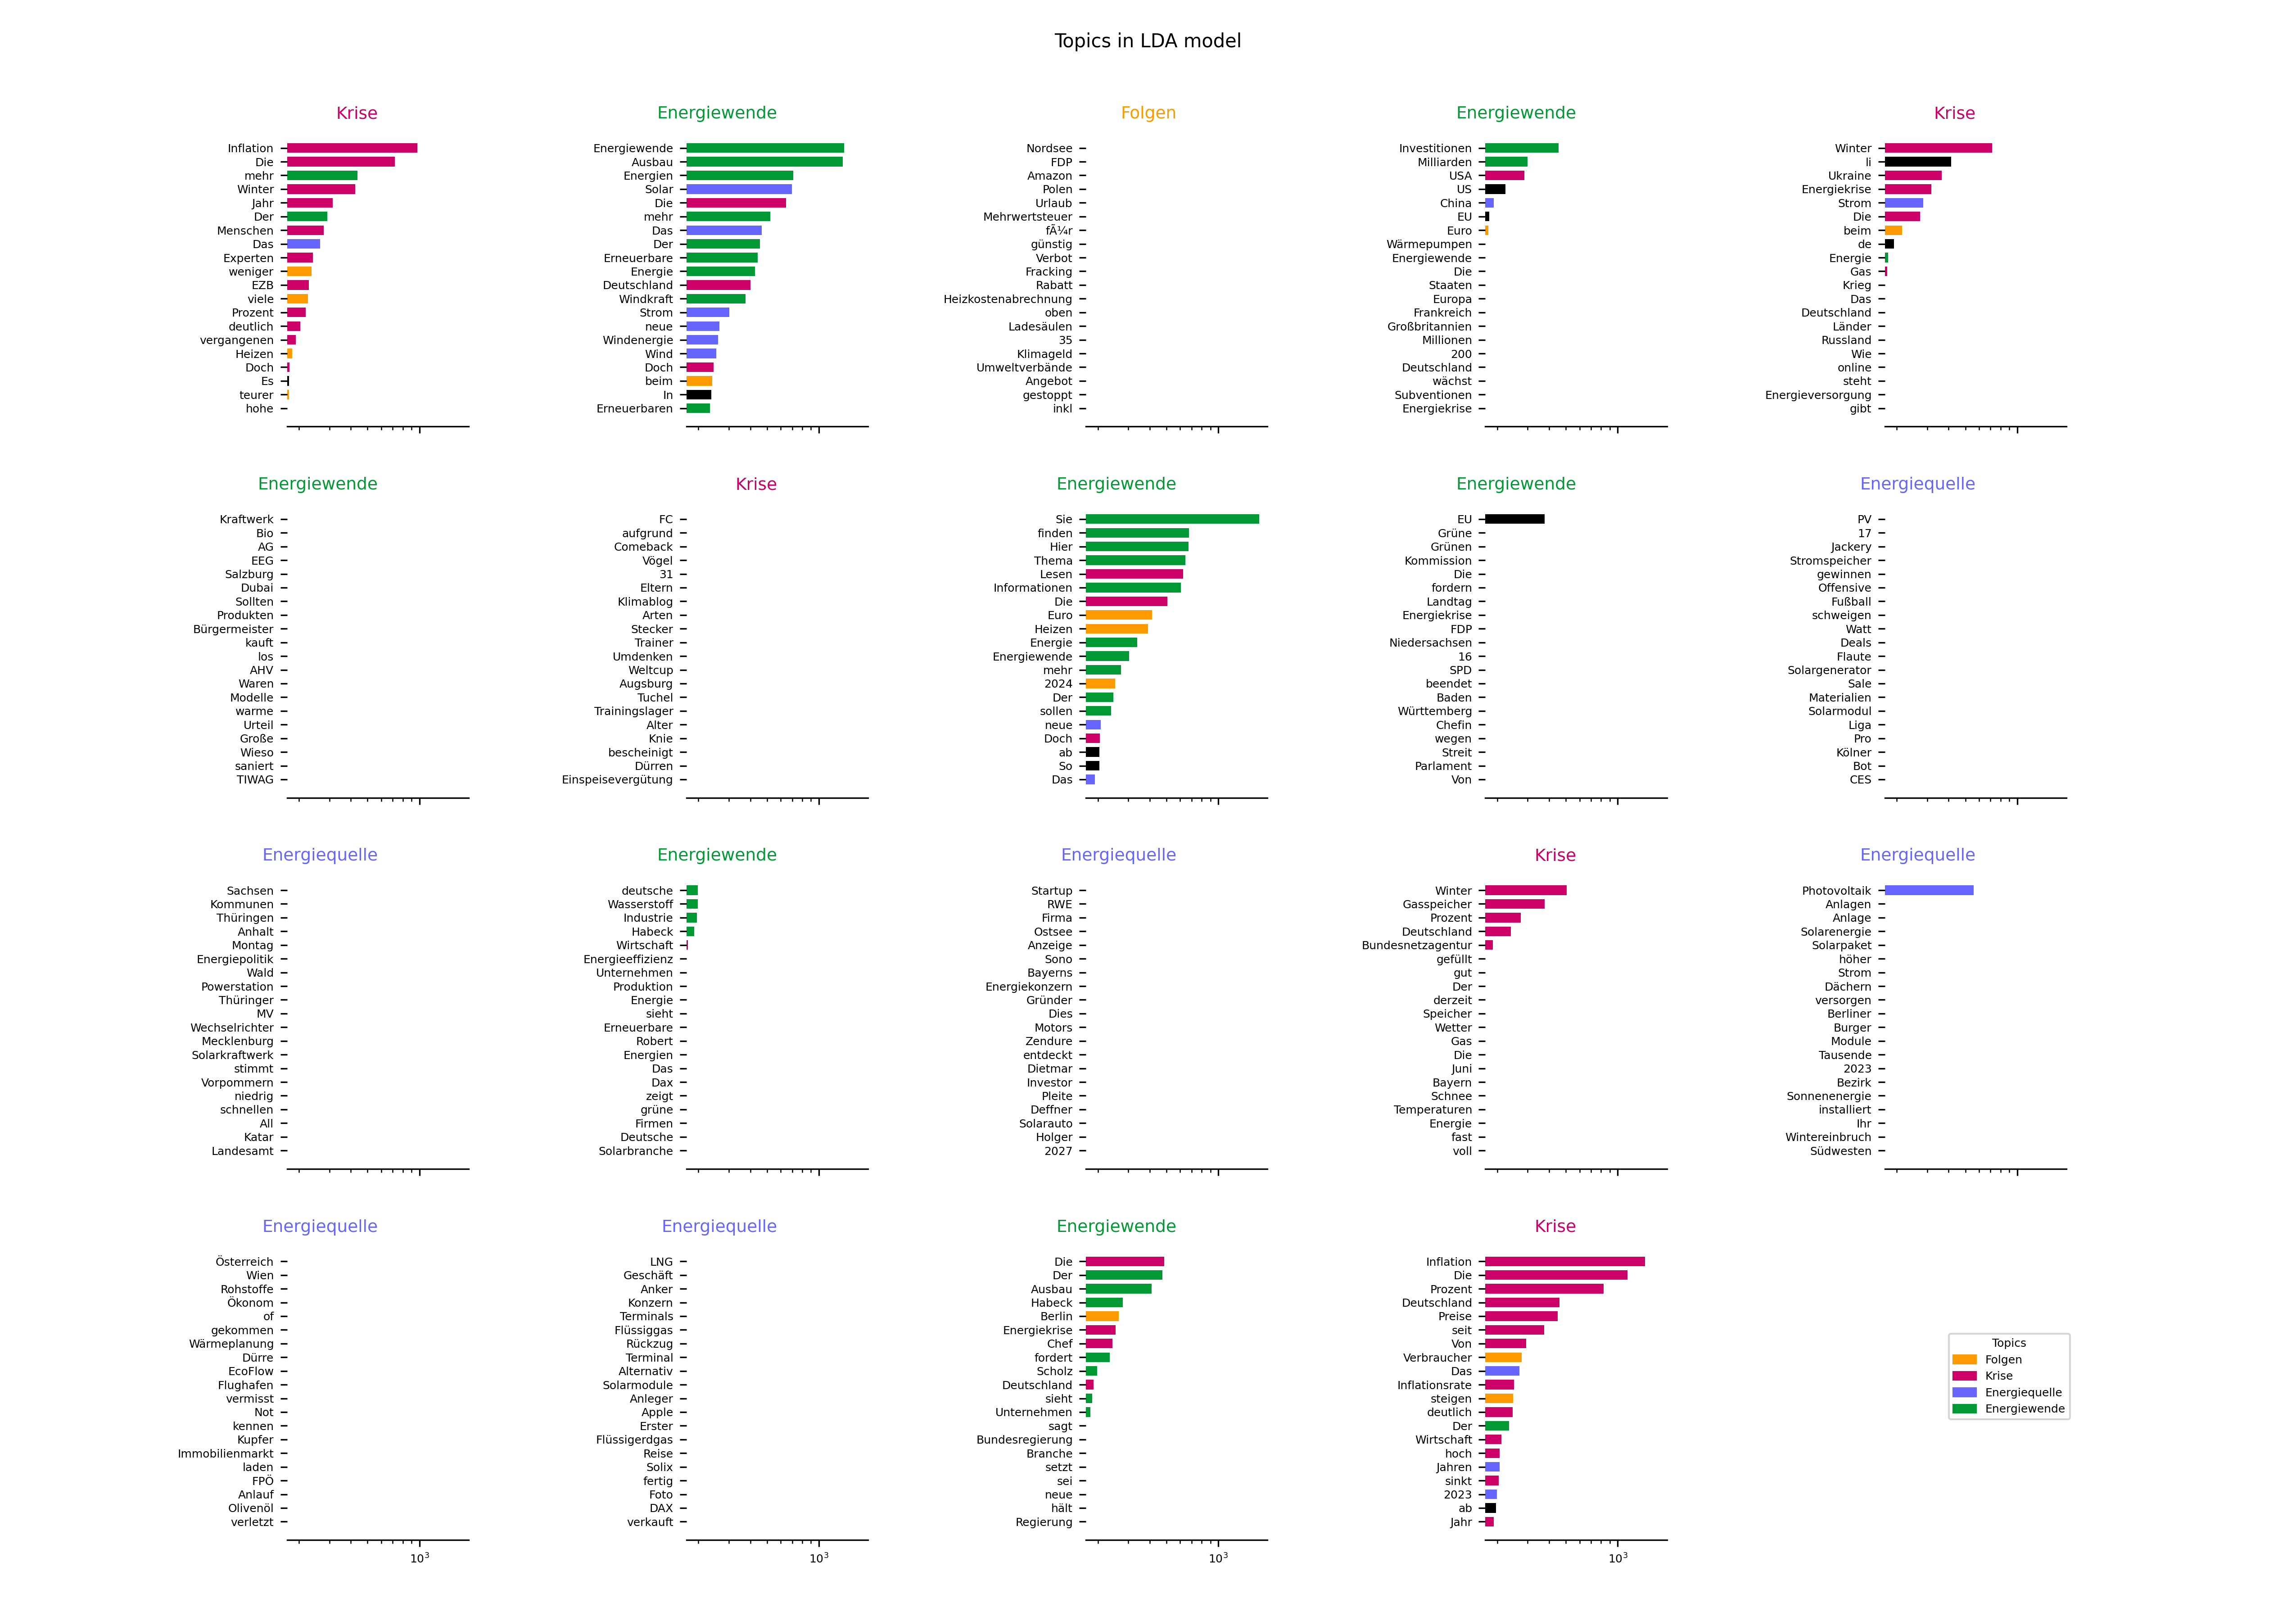 Topics in LDA model
Krise
Inflation
Die
mehr
Winter
Jahr
Der
Menschen
Das
Experten
weniger
EZB
viele
Prozent
deutlich
vergangenen
Heizen
Doch
Es
teurer
hohe
Energiewende
Energiewende
Ausbau
Energien
Solar
Die
mehr
Das
Der
Erneuerbare
Energie
Deutschland
Windkraft
Strom
neue
Windenergie
Wind
Doch
beim
In
Erneuerbaren
Folgen
Nordsee
FDP
Amazon
Polen
Urlaub
Mehrwertsteuer
fÃ¼r
günstig
Verbot
Fracking
Rabatt
Heizkostenabrechnung
oben
Ladesäulen
35
Klimageld
Umweltverbände
Angebot
gestoppt
inkl
Energiewende
Investitionen
Milliarden
USA
US
China
EU
Euro
Wärmepumpen
Energiewende
Die
Staaten
Europa
Frankreich
Großbritannien
Millionen
200
Deutschland
wächst
Subventionen
Energiekrise
Krise
Winter
li
Ukraine
Energiekrise
Strom
Die
beim
de
Energie
Gas
Krieg
Das
Deutschland
Länder
Russland
Wie
online
steht
Energieversorgung
gibt
Energiewende
Kraftwerk
Bio
AG
EEG
Salzburg
Dubai
Sollten
Produkten
Bürgermeister
kauft
los
AHV
Waren
Modelle
warme
Urteil
Große
Wieso
saniert
TIWAG
Krise
FC
aufgrund
Comeback
Vögel
31
Eltern
Klimablog
Arten
Stecker
Trainer
Umdenken
Weltcup
Augsburg
Tuchel
Trainingslager
Alter
Knie
bescheinigt
Dürren
Einspeisevergütung
Energiewende
Sie
finden
Hier
Thema
Lesen
Informationen
Die
Euro
Heizen
Energie
Energiewende
mehr
2024
Der
sollen
neue
Doch
ab
So
Das
Energiewende
EU
Grüne
Grünen
Kommission
Die
fordern
Landtag
Energiekrise
FDP
Niedersachsen
16
SPD
beendet
Baden
Württemberg
Chefin
wegen
Streit
Parlament
Von
Energiequelle
PV
17
Jackery
Stromspeicher
gewinnen
Offensive
Fußball
schweigen
Watt
Deals
Flaute
Solargenerator
Sale
Materialien
Solarmodul
Liga
Pro
Kölner
Bot
CES
Energiequelle
Sachsen
Kommunen
Thüringen
Anhalt
Montag
Energiepolitik
Wald
Powerstation
Thüringer
MV
Wechselrichter
Mecklenburg
Solarkraftwerk
stimmt
Vorpommern
niedrig
schnellen
All
Katar
Landesamt
Energiewende
deutsche
Wasserstoff
Industrie
Habeck
Wirtschaft
Energieeffizienz
Unternehmen
Produktion
Energie
sieht
Erneuerbare
Robert
Energien
Das
Dax
zeigt
grüne
Firmen
Deutsche
Solarbranche
Energiequelle
Startup
RWE
Firma
Ostsee
Anzeige
Sono
Bayerns
Energiekonzern
Gründer
Dies
Motors
Zendure
entdeckt
Dietmar
Investor
Pleite
Deffner
Solarauto
Holger
2027
Krise
Winter
Gasspeicher
Prozent
Deutschland
Bundesnetzagentur
gefüllt
gut
Der
derzeit
Speicher
Wetter
Gas
Die
Juni
Bayern
Schnee
Temperaturen
Energie
fast
voll
Energiequelle
Photovoltaik
Anlagen
Anlage
Solarenergie
Solarpaket
höher
Strom
Dächern
versorgen
Berliner
Burger
Module
Tausende
2023
Bezirk
Sonnenenergie
installiert
Ihr
Wintereinbruch
Südwesten
Energiequelle
Österreich
Wien
Rohstoffe
Ökonom
of
gekommen
Wärmeplanung
Dürre
EcoFlow
Flughafen
vermisst
Not
kennen
Kupfer
Immobilienmarkt
laden
FPÖ
Anlauf
Olivenöl
verletzt
10³
Energiequelle
LNG
Geschäft
Anker
Konzern
Terminals
Flüssiggas
Rückzug
Terminal
Alternativ
Solarmodule
Anleger
Apple
Erster
Flüssigerdgas
Reise
Solix
fertig
Foto
DAX
verkauft
10³
Energiewende
Die
Der
Ausbau
Habeck
Berlin
Energiekrise
Chef
fordert
Scholz
Deutschland
sieht
Unternehmen
sagt
Bundesregierung
Branche
setzt
sei
neue
hält
Regierung
10³
Krise
Inflation
Die
Prozent
Deutschland
Preise
seit
Von
Verbraucher
Das
Inflationsrate
steigen
deutlich
Der
Wirtschaft
hoch
Jahren
sinkt
2023
ab
Jahr
10³
Topics
Folgen
Krise
Energiequelle
Energiewende